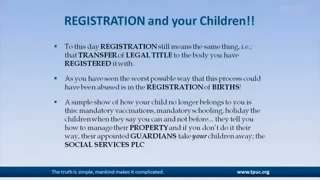 REGISTRATION and your Children!!
To this day REGISTRATION still means the same thing, i.e.;
that TRANSFER of LEGAL TITLE to the body you have
REGISTERED it with.
As you have seen the worst possible way that this process could
have been abused is in the REGISTRATION of BIRTHS!
A simple show of how your child no longer belongs to you is
this: mandatory vaccinations, mandatory schooling, holiday the
children when they say you can and not before... they tell you
how to manage their PROPERTY and if you don't do it their
way, their appointed GUARDIANS take your children away; the
SOCIAL SERVICES PLC
The truth is simple, mankind makes it complicated.
www.tpuc.org